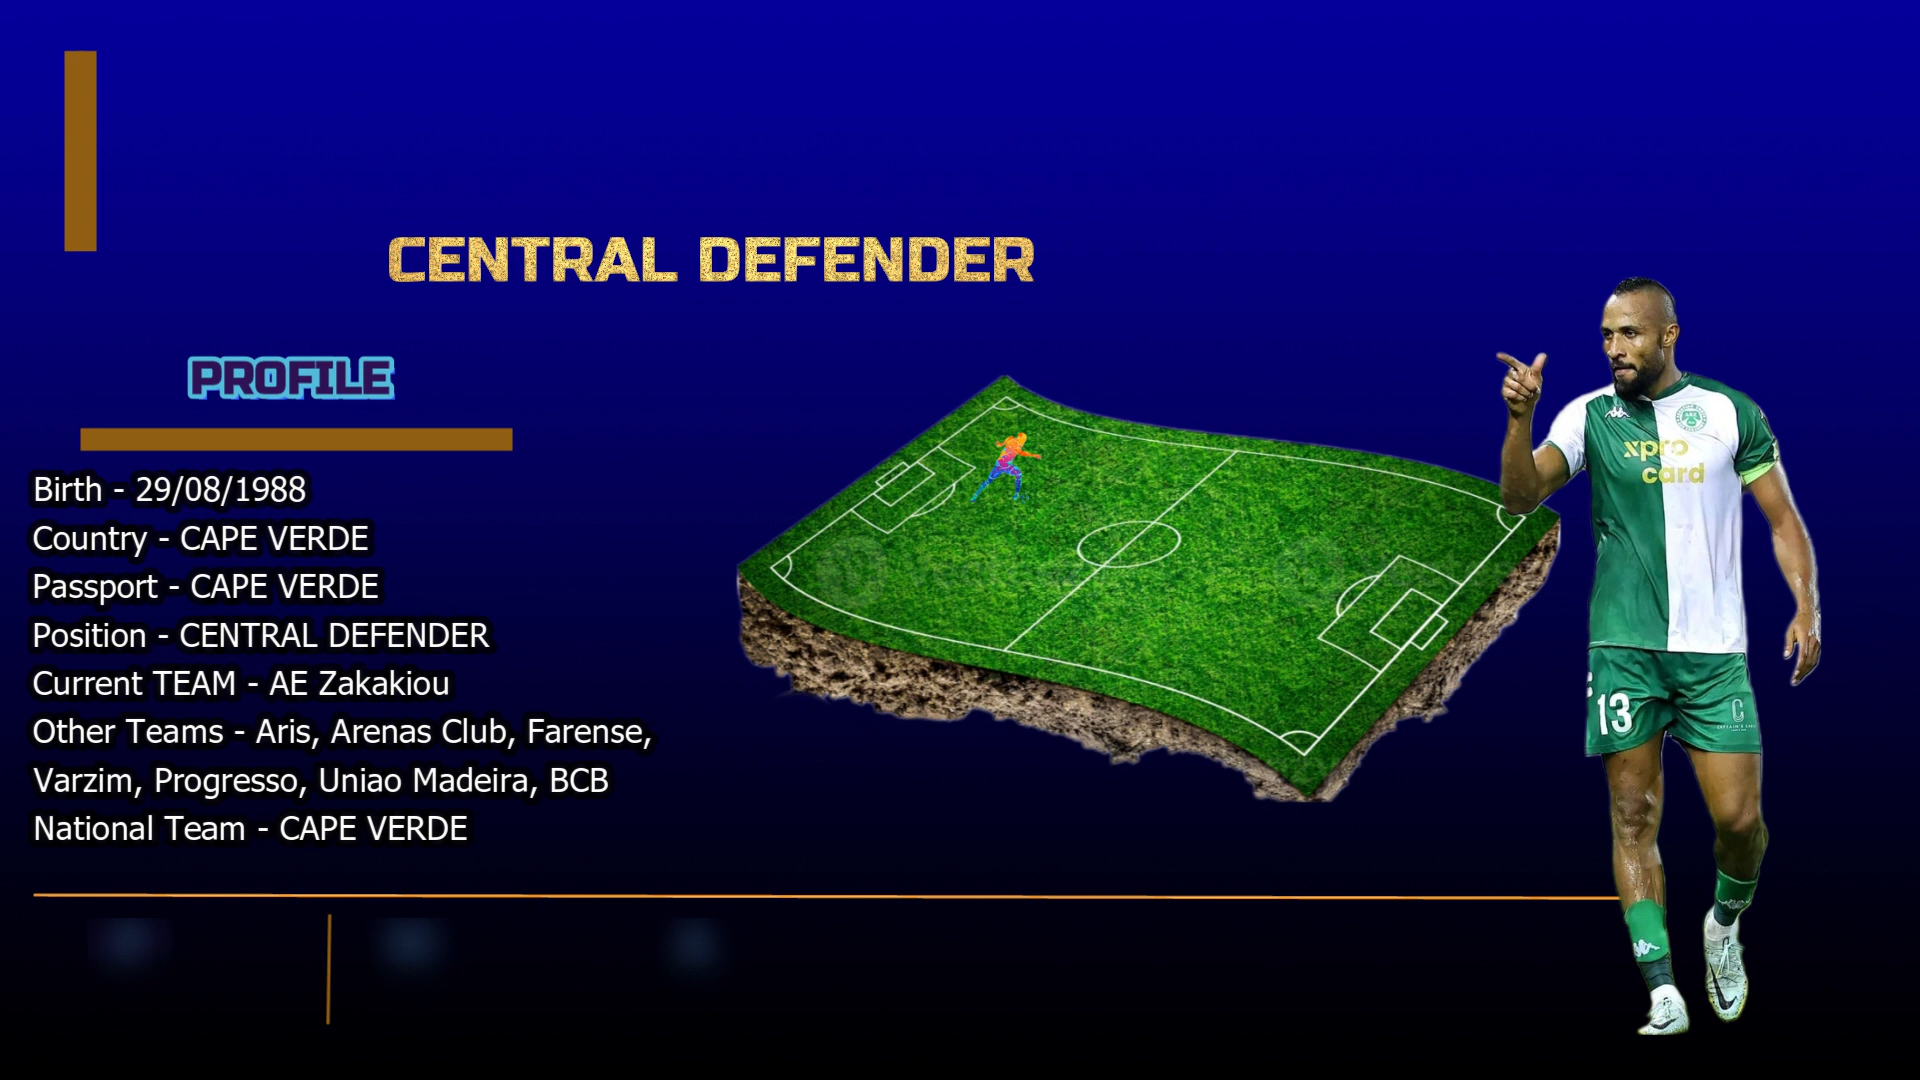 CENTRAL DEFENDER
PROFILE
Birth - 29/08/1988
Country - CAPE VERDE
Passport - CAPE VERDE
Position - CENTRAL DEFENDER
Current TEAM - AE Zakakiou
Other Teams - Aris, Arenas Club, Farense,
Varzim, Progresso, Uniao Madeira, BCB
National Team - CAPE VERDE
xpro
card
13